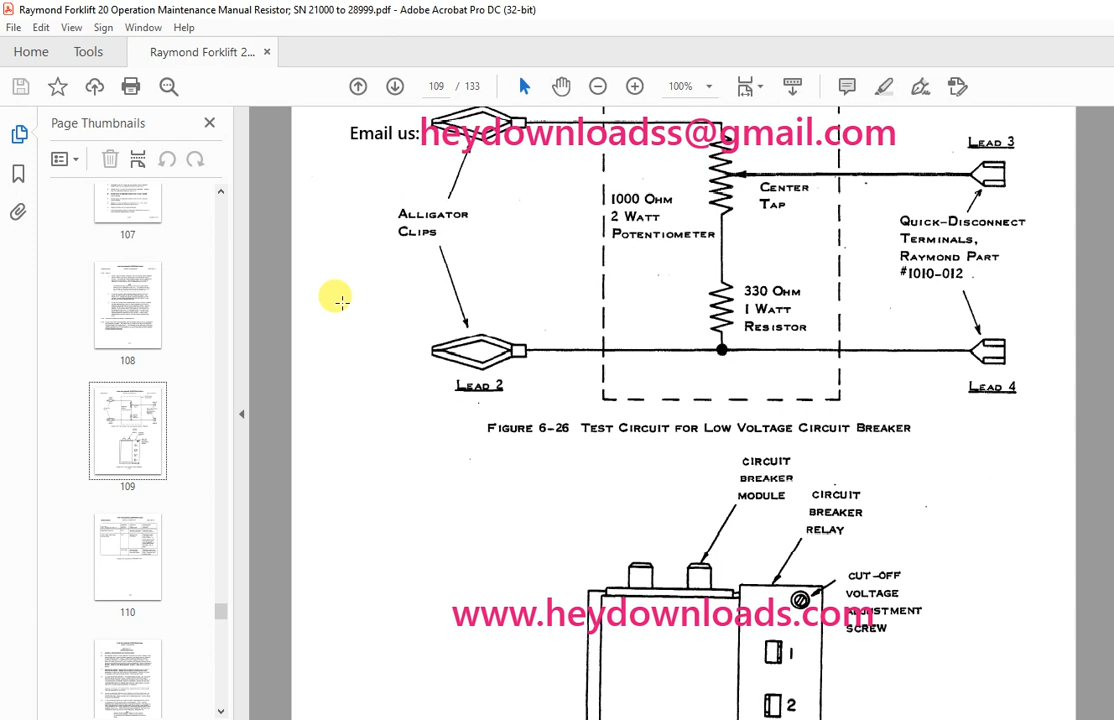 Raymond Forklift 20 Operation Maintenance Manual Resistor; SN 21000 to 28999.pdf - Adobe Acrobat Pro DC (32-bit)
File Edit View Sign Window Help
Home Tools Raymond Forklift 2... ×
109 / 133 100%
Page Thumbnails
107
108
109
110
Email us: heydownloadss@gmail.com
LEAD 3
CENTER
TAP
1000 OHM
2 WATT
POTENTIOMETER
ALLIGATOR
CLIPS
QUICK-DISCONNECT
TERMINALS,
RAYMOND PART
#1010-012
330 OHM
1 WATT
RESISTOR
LEAD 2
LEAD 4
FIGURE 6-26 TEST CIRCUIT FOR LOW VOLTAGE CIRCUIT BREAKER
CIRCUIT
BREAKER
MODULE
CIRCUIT
BREAKER
RELAY
CUT-OFF
VOLTAGE
ADJUSTMENT
SCREW
www.heydownloads.com
1
2